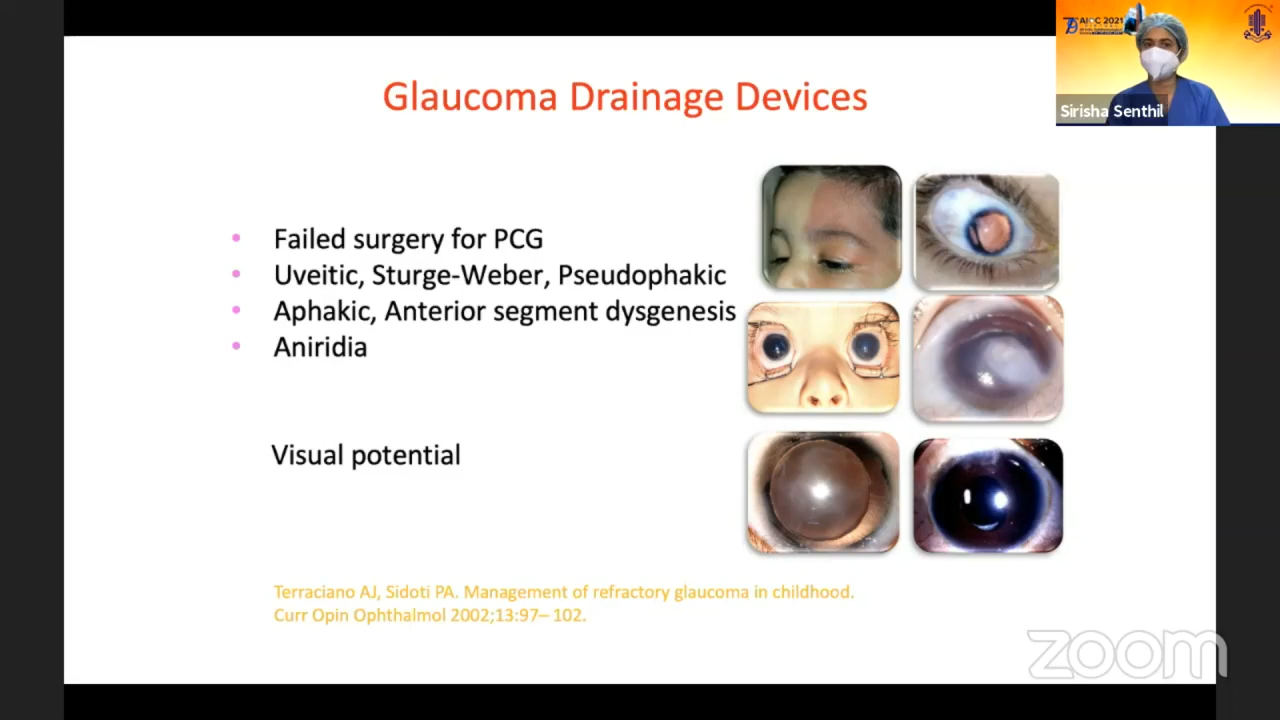 Glaucoma Drainage Devices
AIOC 2021
Sirisha Senthil
• Failed surgery for PCG
• Uveitic, Sturge-Weber, Pseudophakic
• Aphakic, Anterior segment dysgenesis
• Aniridia
Visual potential
Terraciano AJ, Sidoti PA. Management of refractory glaucoma in childhood.
Curr Opin Ophthalmol 2002;13:97– 102.
zoom